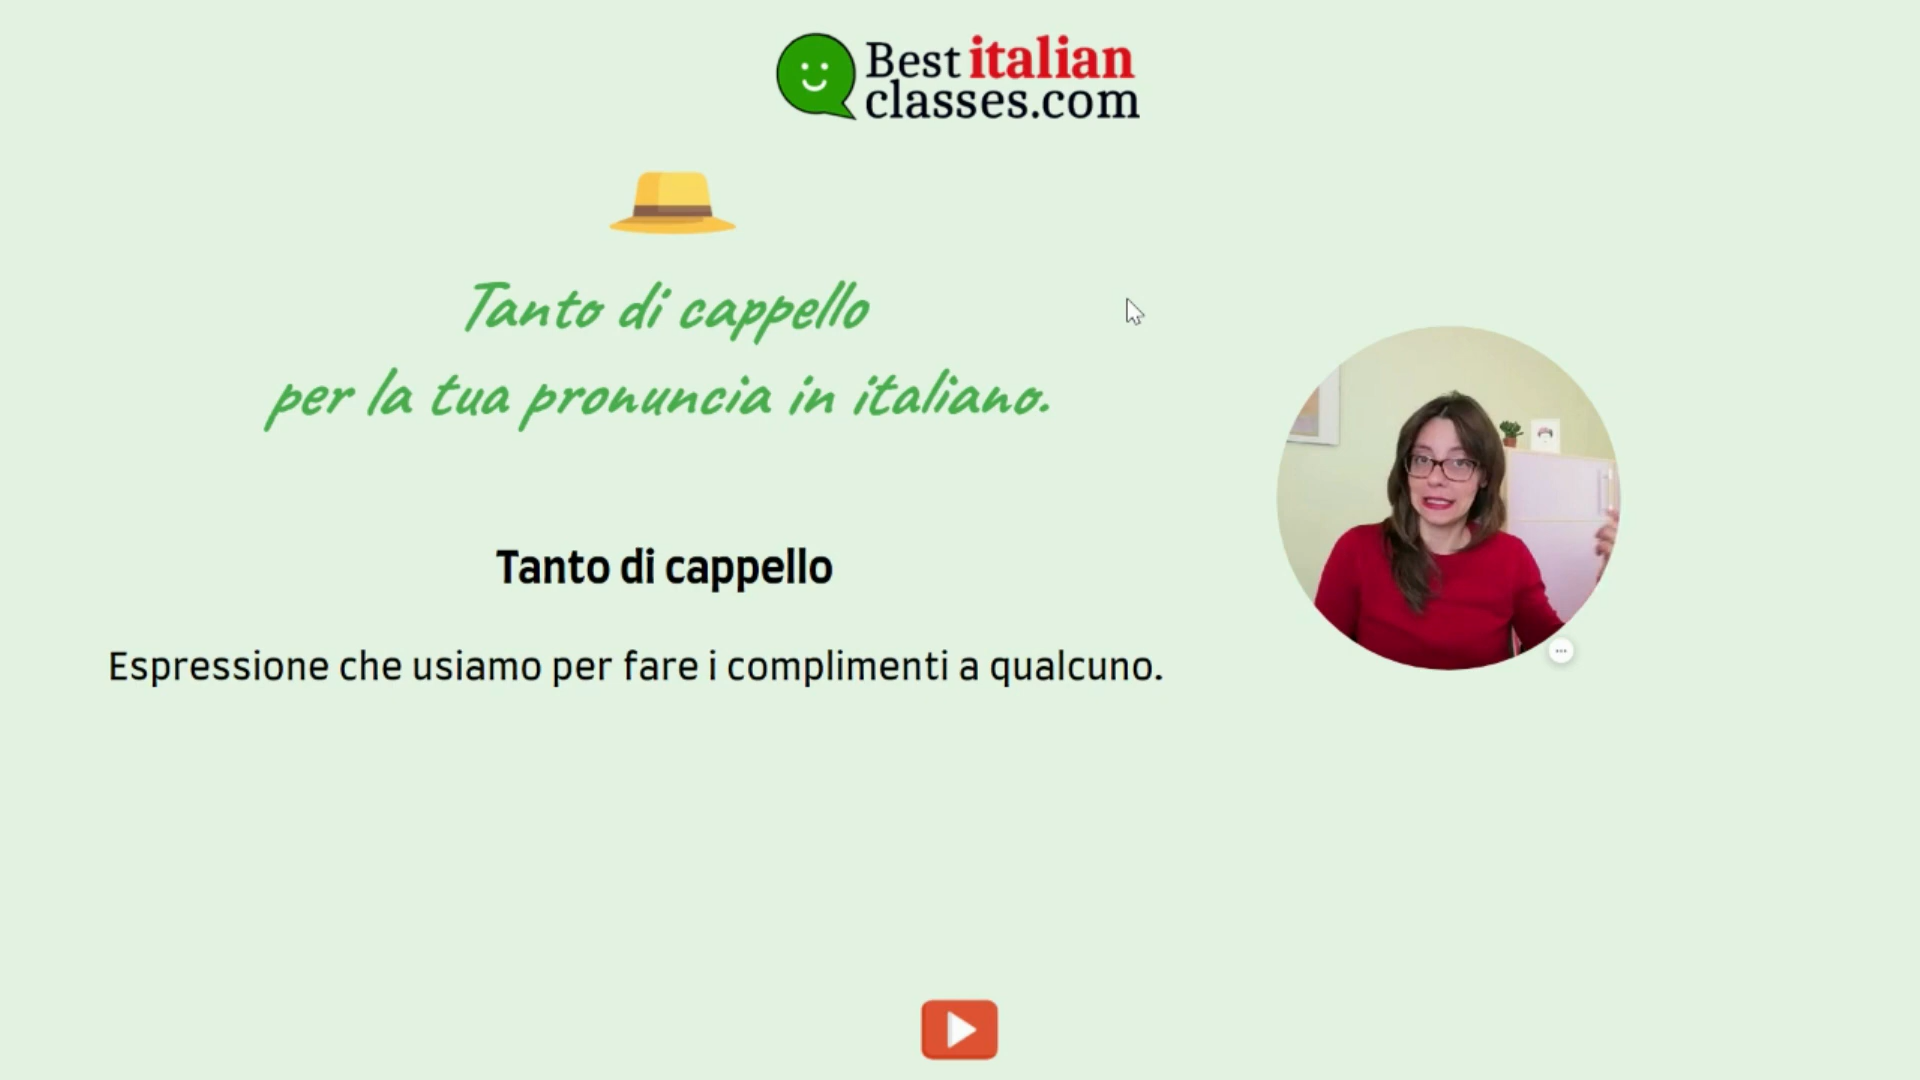 Best italian
classes.com
Tanto di cappello
per la tua pronuncia in italiano.
Tanto di cappello
Espressione che usiamo per fare i complimenti a qualcuno.